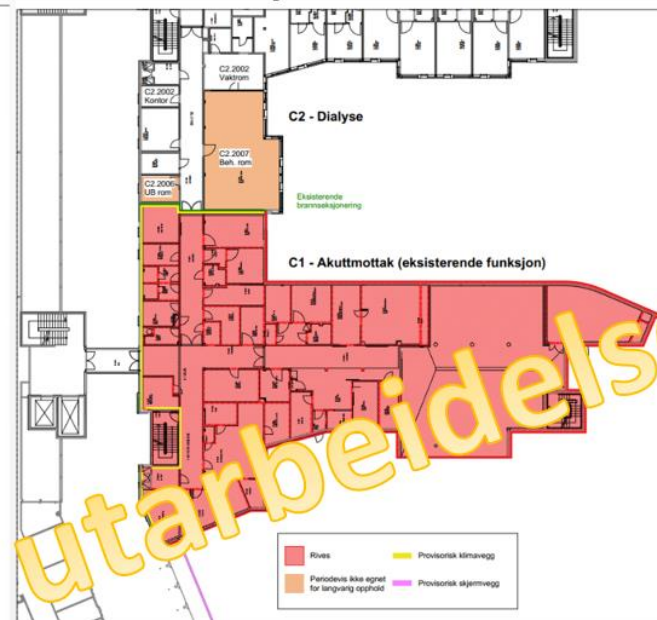 C2.2002
Vaktrom
C2.2002
Kontor
C2 - Dialyse
C2.2007
Beh. rom
C2.2006
UB rom
Eksisterende
brannseksjonering
C1 - Akuttmottak (eksisterende funksjon)
utarbeidels
Rives
Provisorisk klimavegg
Periodevis ikke egnet
for langvarig opphold
Provisorisk skjermvegg